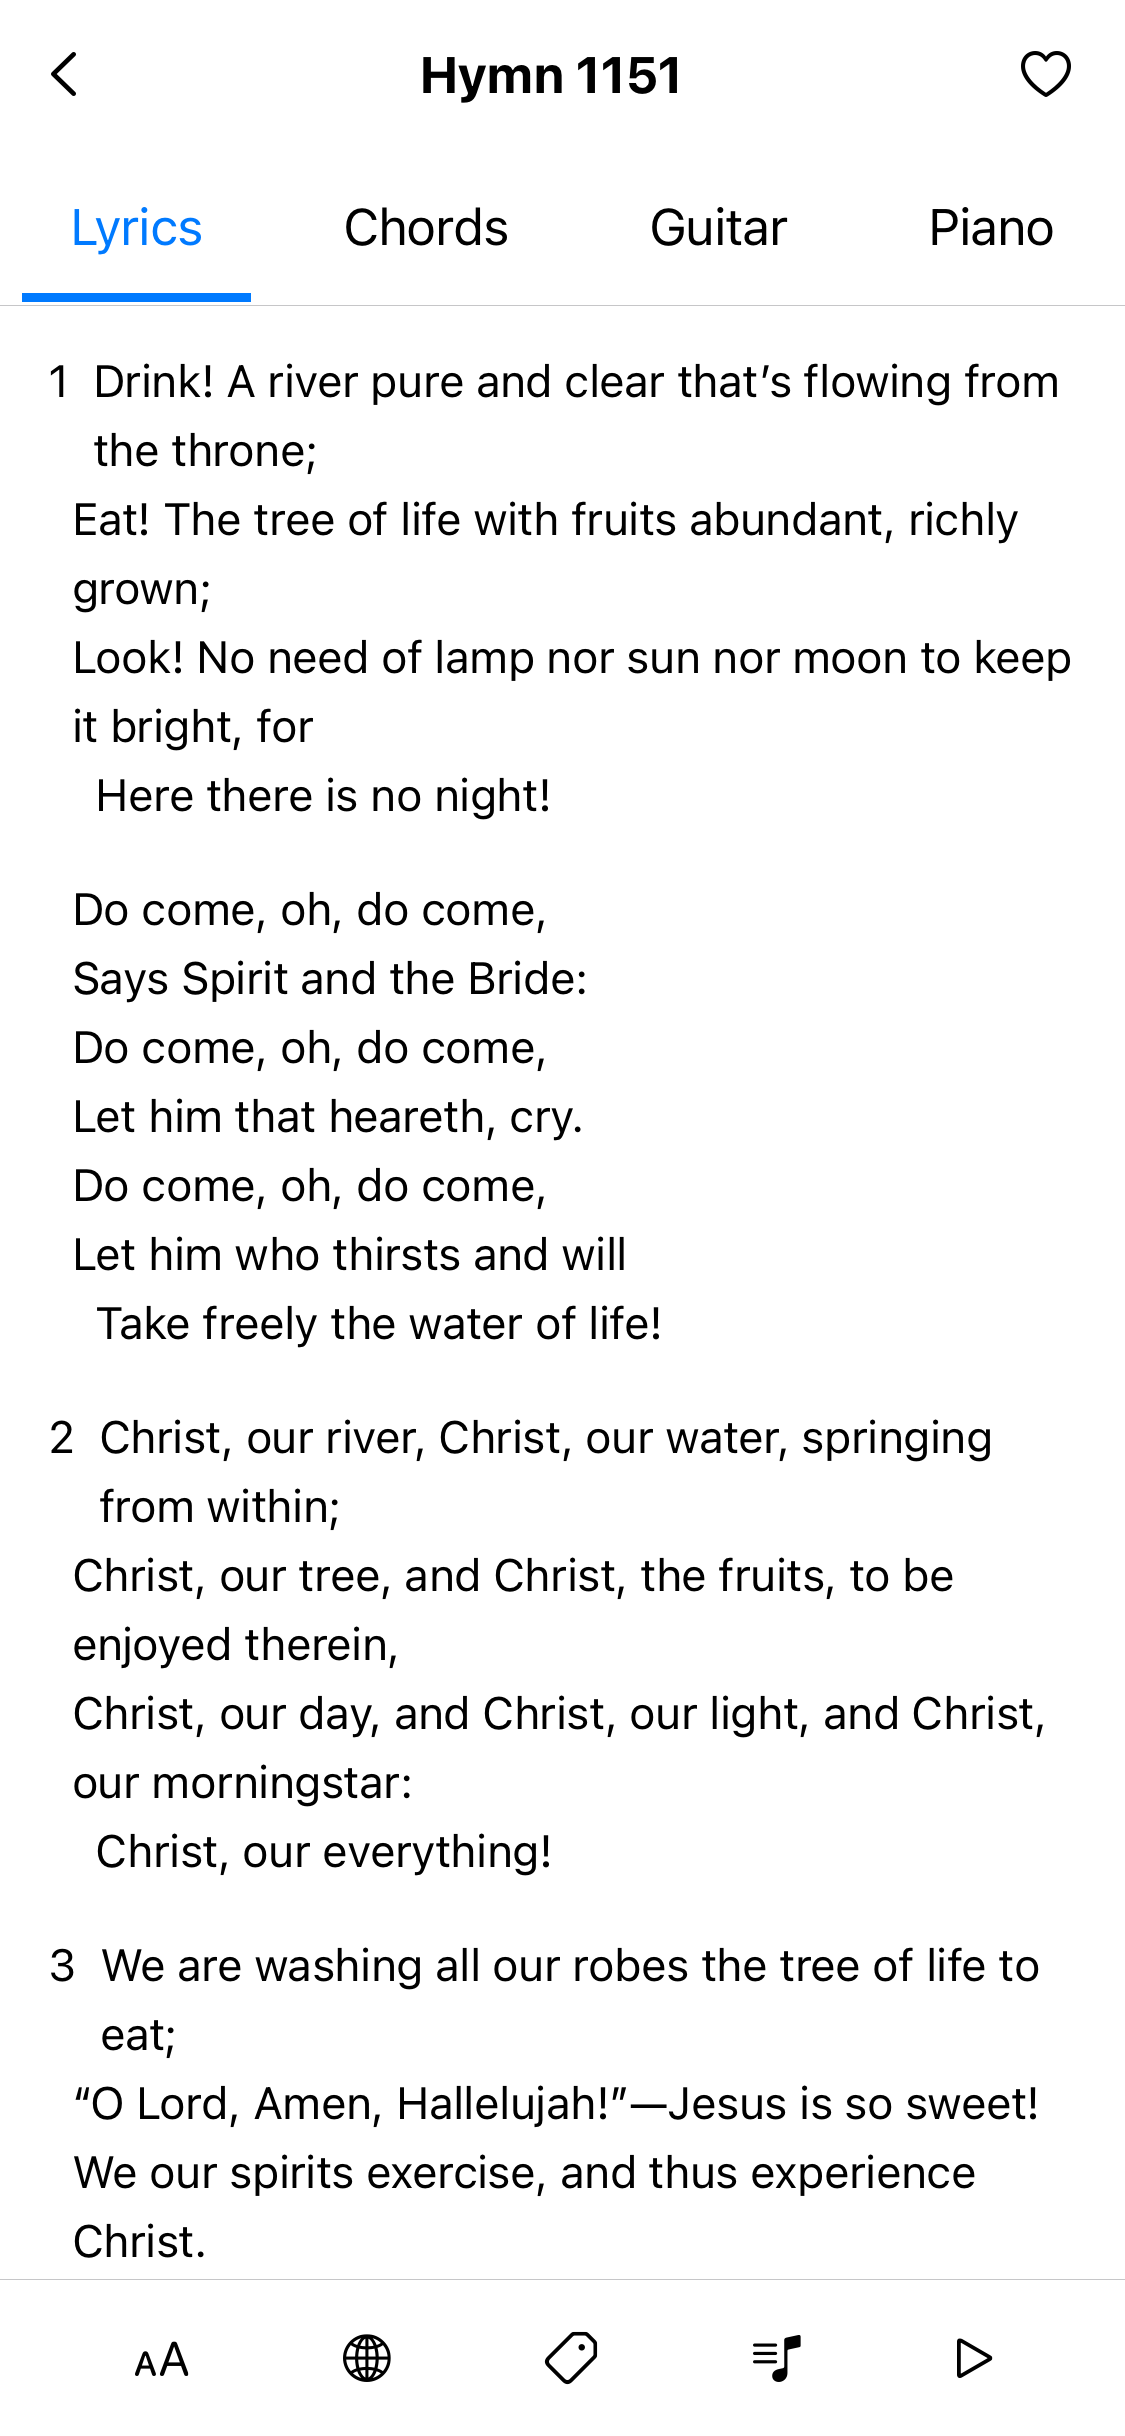 Hymn 1151
Lyrics Chords Guitar Piano
1 Drink! A river pure and clear that’s flowing from
the throne;
Eat! The tree of life with fruits abundant, richly
grown;
Look! No need of lamp nor sun nor moon to keep
it bright, for
Here there is no night!
Do come, oh, do come,
Says Spirit and the Bride:
Do come, oh, do come,
Let him that heareth, cry.
Do come, oh, do come,
Let him who thirsts and will
Take freely the water of life!
2 Christ, our river, Christ, our water, springing
from within;
Christ, our tree, and Christ, the fruits, to be
enjoyed therein,
Christ, our day, and Christ, our light, and Christ,
our morningstar:
Christ, our everything!
3 We are washing all our robes the tree of life to
eat;
“O Lord, Amen, Hallelujah!”—Jesus is so sweet!
We our spirits exercise, and thus experience
Christ.
AA